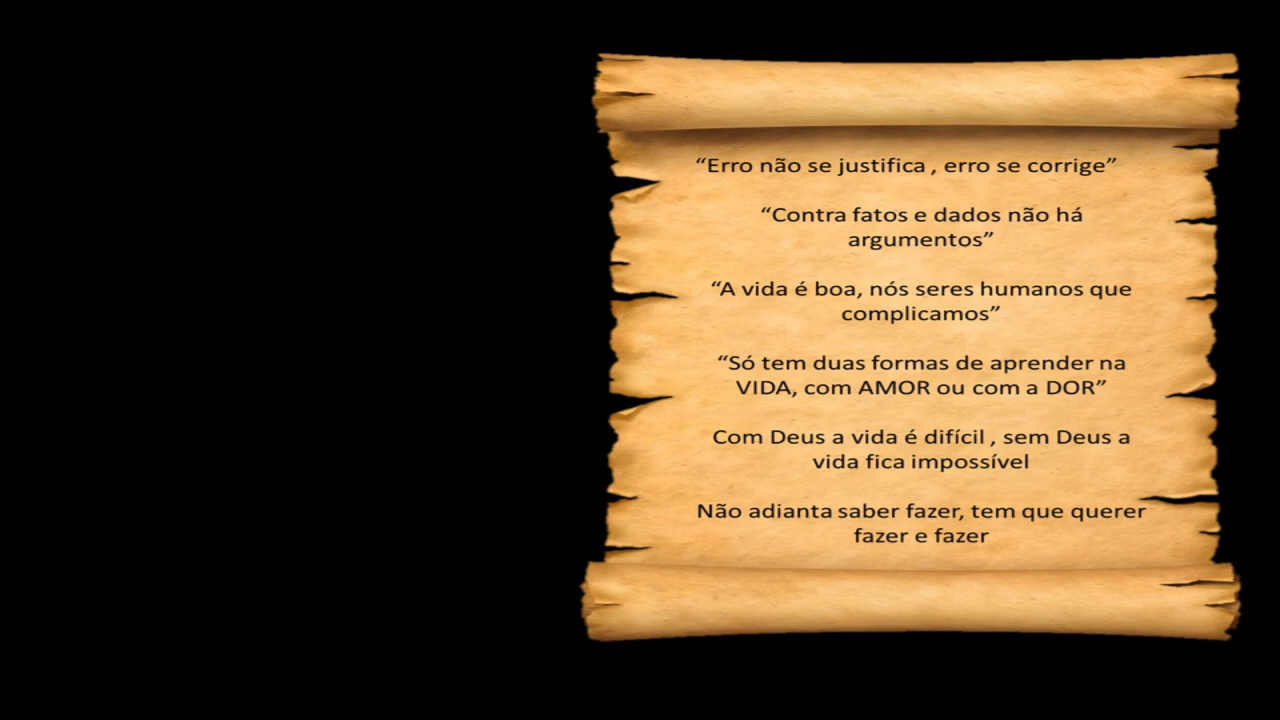 “Erro não se justifica , erro se corrige”
“Contra fatos e dados não há
argumentos”
“A vida é boa, nós seres humanos que
complicamos”
“Só tem duas formas de aprender na
VIDA, com AMOR ou com a DOR”
Com Deus a vida é difícil , sem Deus a
vida fica impossível
Não adianta saber fazer, tem que querer
fazer e fazer